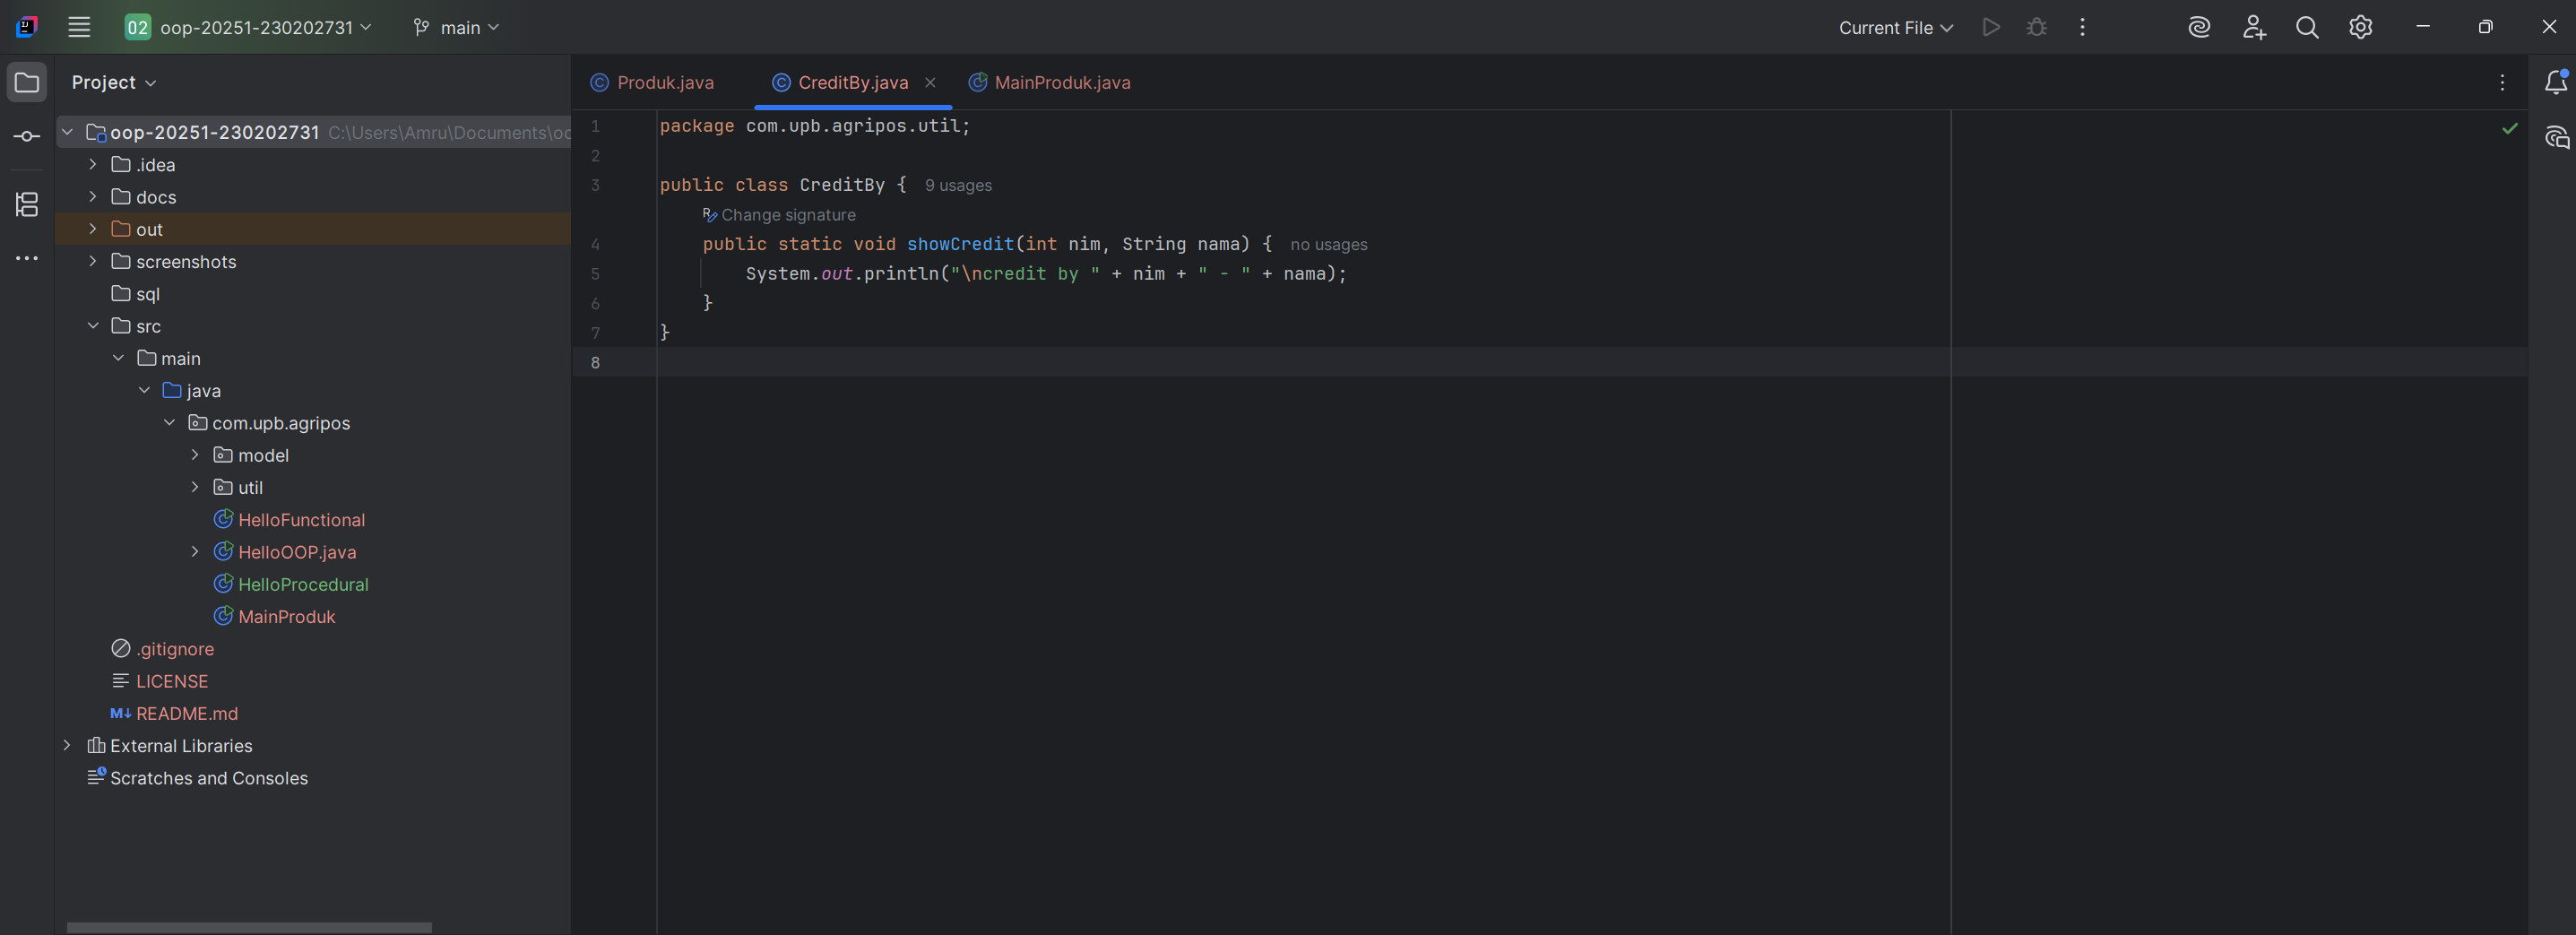 02 oop-20251-230202731 main Current File
Project
Produk.java CreditBy.java MainProduk.java
oop-20251-230202731 C:\Users\Amru\Documents\oo
.idea
docs
out
screenshots
sql
src
main
java
com.upb.agripos
model
util
HelloFunctional
HelloOOP.java
HelloProcedural
MainProduk
.gitignore
LICENSE
M↓ README.md
External Libraries
Scratches and Consoles
1 package com.upb.agripos.util;
2
3 public class CreditBy { 9 usages
Change signature
4 public static void showCredit(int nim, String nama) { no usages
5 System.out.println("\ncredit by " + nim + " - " + nama);
6 }
7 }
8